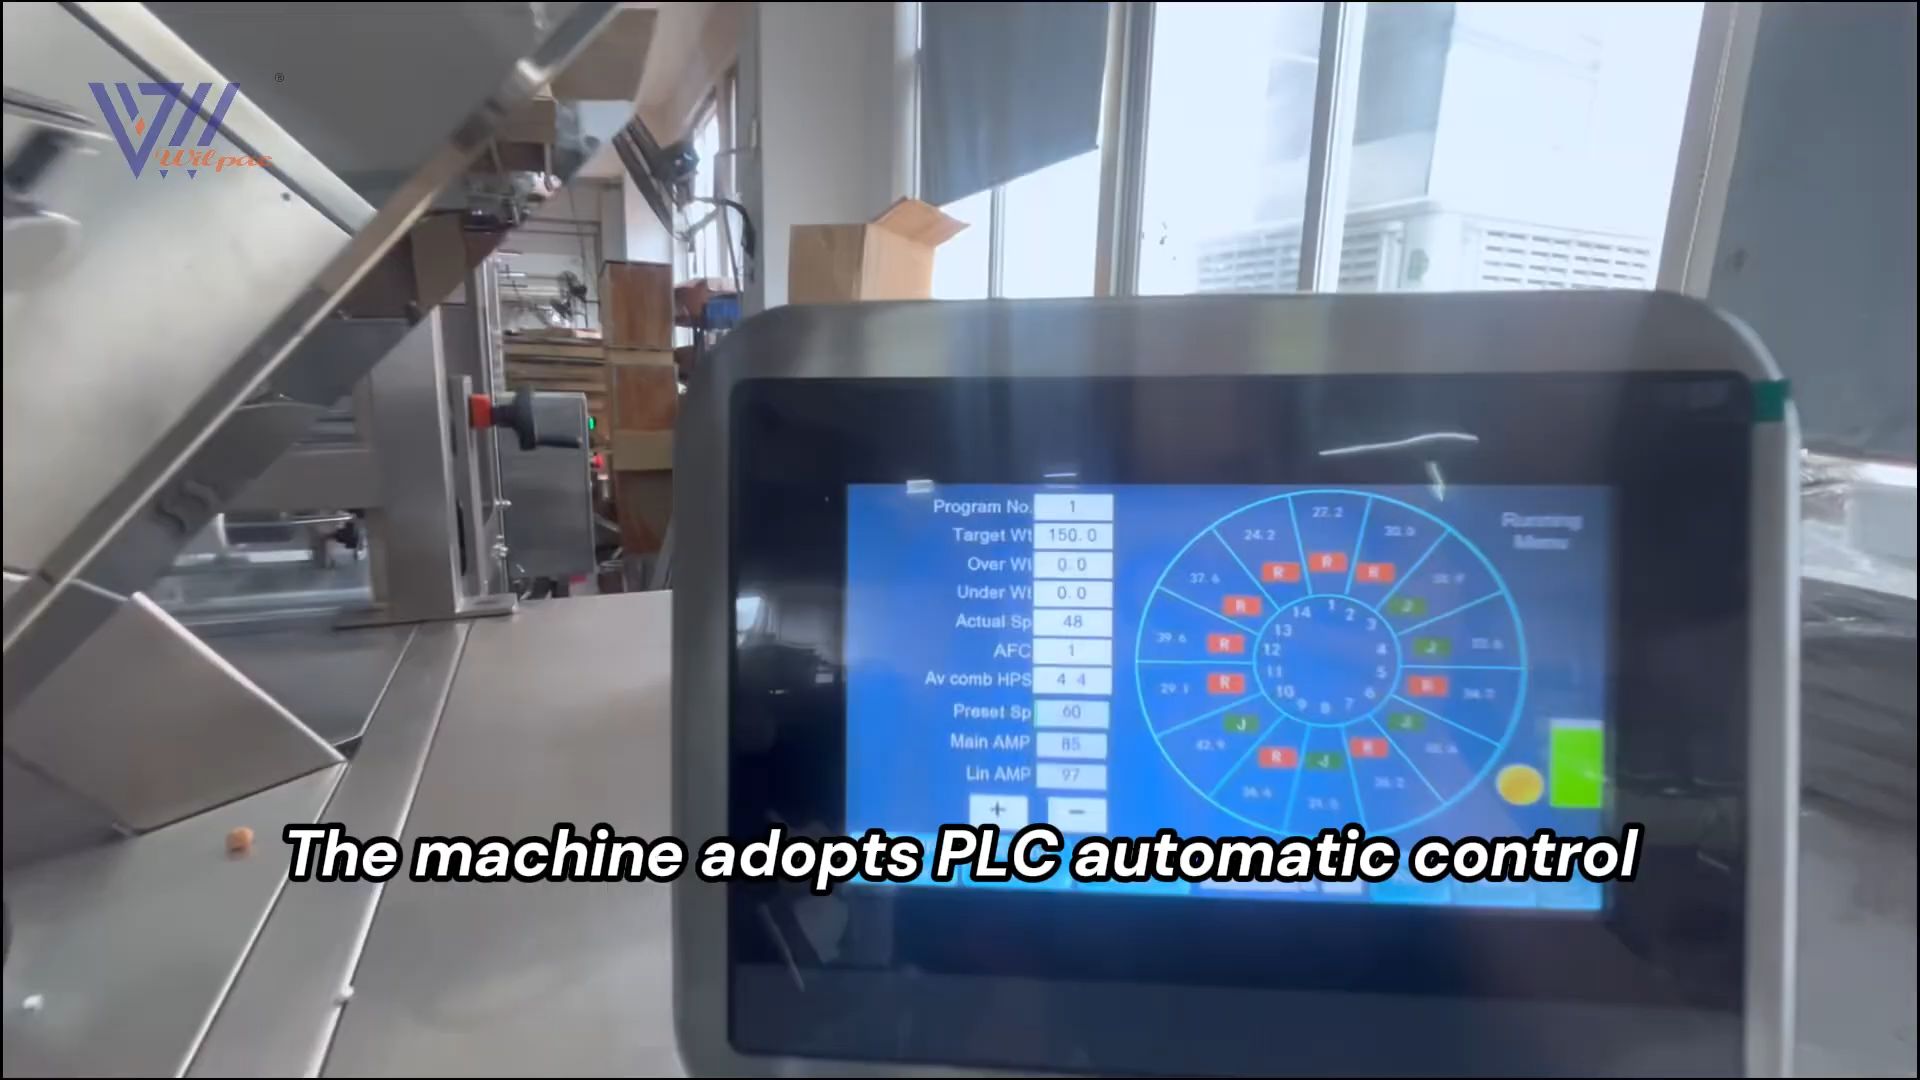 ®
Wilpac
Program No. 1
Target Wt 150.0
Over Wt 0.0
Under Wt 0.0
Actual Sp 48
AFC 1
Av comb HPS 4.4
Preset Sp 60
Main AMP 85
Lin AMP 97
+ −
Running
Menu
27.2
24.2
37.6
39.6
29.1
R R R
R J
R J
R R
J J
R J R
14 1 2
13 3
12 4
11 5
10 6
9 8 7
The machine adopts PLC automatic control